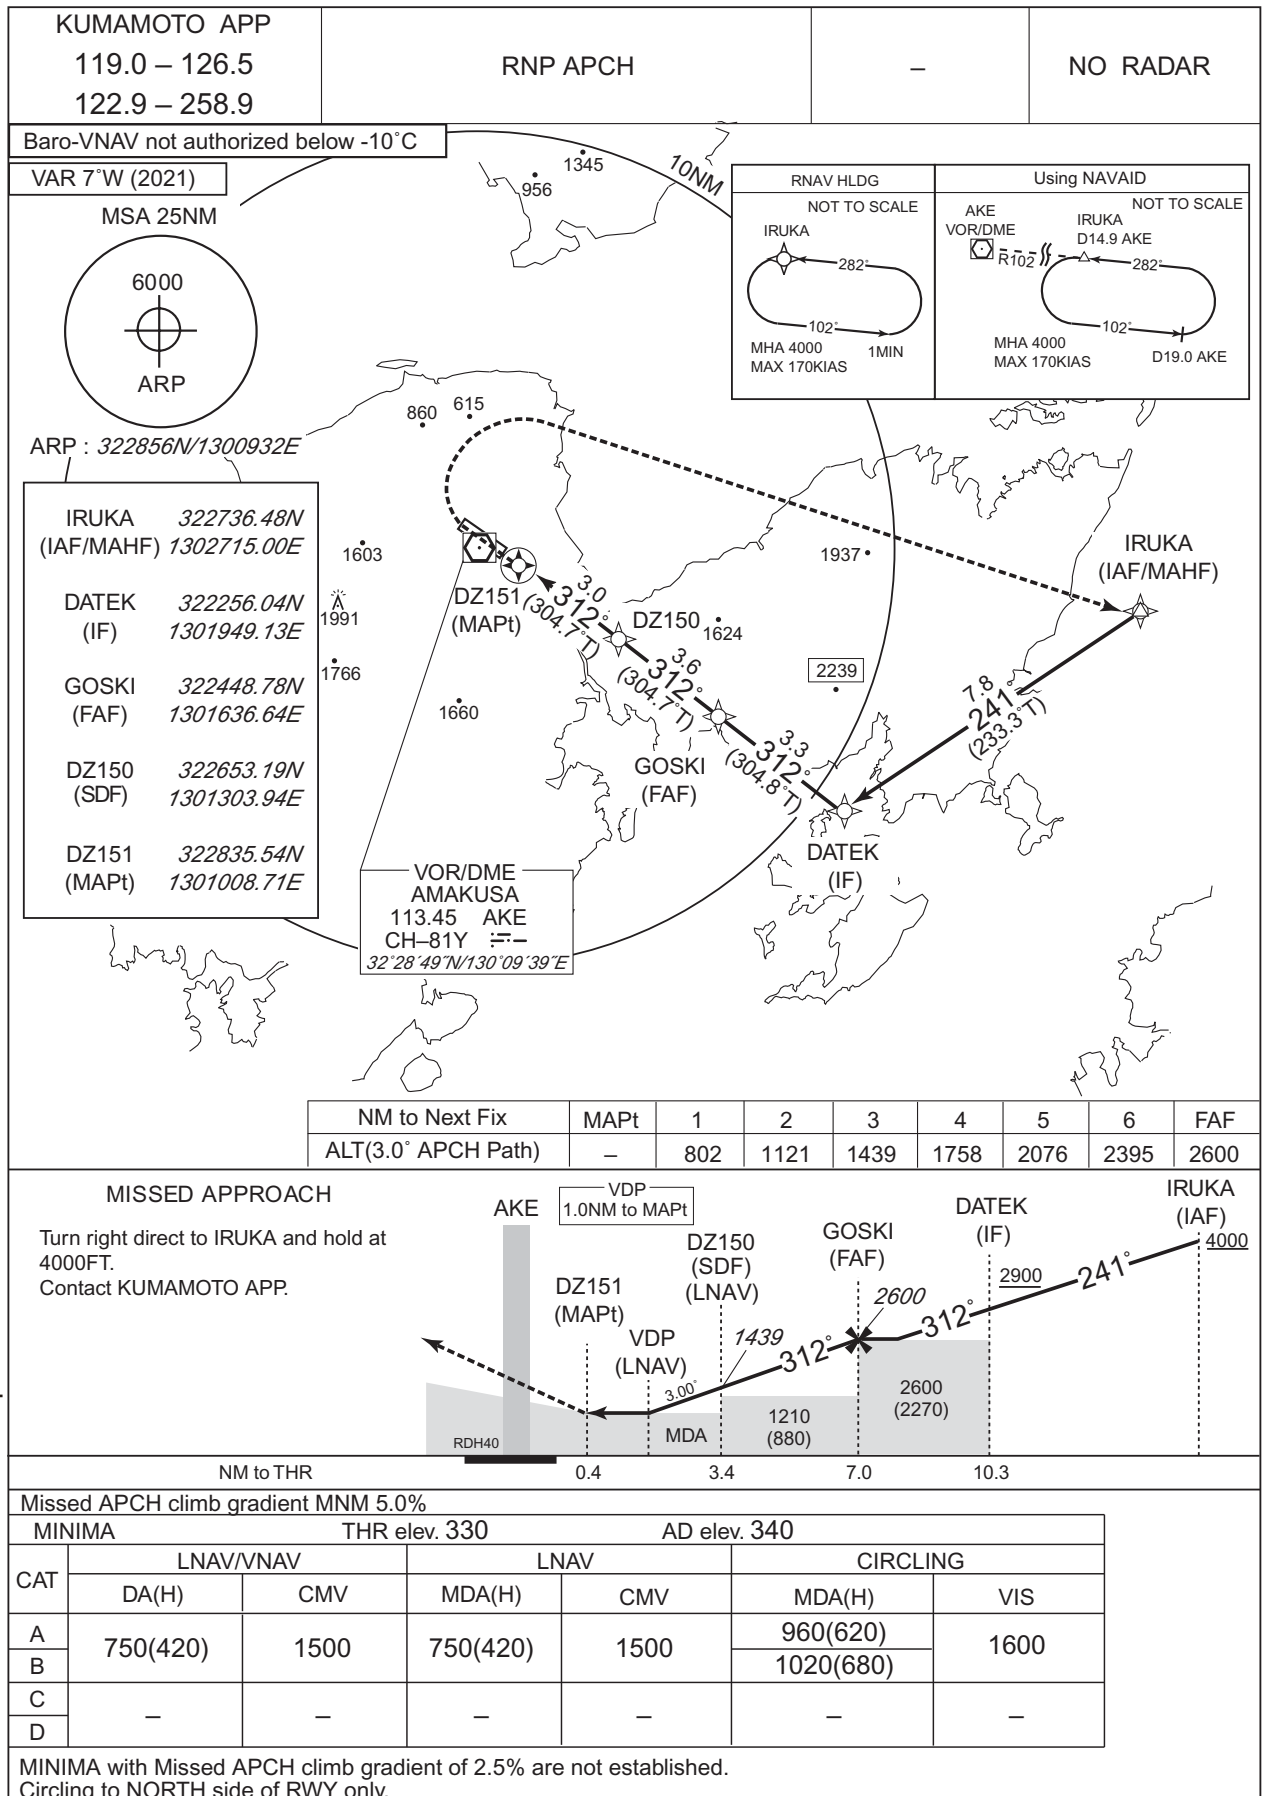 KUMAMOTO APP
119.0 – 126.5
122.9 – 258.9
RNP APCH
–
NO RADAR
Baro-VNAV not authorized below -10˚C
VAR 7˚W (2021)
MSA 25NM
6000
ARP
ARP : 322856N/1300932E
IRUKA 322736.48N
(IAF/MAHF) 1302715.00E
DATEK 322256.04N
(IF) 1301949.13E
GOSKI 322448.78N
(FAF) 1301636.64E
DZ150 322653.19N
(SDF) 1301303.94E
DZ151 322835.54N
(MAPt) 1301008.71E
10NM
1345
956
RNAV HLDG
NOT TO SCALE
IRUKA
282˚
102˚
MHA 4000
MAX 170KIAS
1MIN
Using NAVAID
NOT TO SCALE
AKE
VOR/DME
R102
IRUKA
D14.9 AKE
282˚
102˚
MHA 4000
MAX 170KIAS
D19.0 AKE
860
615
1603
1991
1766
1660
1937
1624
2239
IRUKA
(IAF/MAHF)
DZ151
(MAPt)
3.0
312˚
(304.7˚T)
DZ150
3.6
312˚
(304.7˚T)
GOSKI
(FAF)
3.3
312˚
(304.8˚T)
7.8
241˚
(233.3˚T)
DATEK
(IF)
VOR/DME
AMAKUSA
113.45 AKE
CH–81Y
32˚28´49˝N/130˚09´39˝E
NM to Next Fix MAPt 1 2 3 4 5 6 FAF
ALT(3.0˚ APCH Path) – 802 1121 1439 1758 2076 2395 2600
MISSED APPROACH
Turn right direct to IRUKA and hold at
4000FT.
Contact KUMAMOTO APP.
AKE
VDP
1.0NM to MAPt
DZ151
(MAPt)
VDP
(LNAV)
DZ150
(SDF)
(LNAV)
GOSKI
(FAF)
DATEK
(IF)
IRUKA
(IAF)
4000
2900
241˚
2600
312˚
1439
312˚
3.00˚
2600
(2270)
1210
(880)
MDA
RDH40
NM to THR 0.4 3.4 7.0 10.3
Missed APCH climb gradient MNM 5.0%
MINIMA THR elev. 330 AD elev. 340
CAT LNAV/VNAV LNAV CIRCLING
DA(H) CMV MDA(H) CMV MDA(H) VIS
A 750(420) 1500 750(420) 1500 960(620) 1600
B 1020(680)
C – – – – – –
D
MINIMA with Missed APCH climb gradient of 2.5% are not established.
Circling to NORTH side of RWY only.